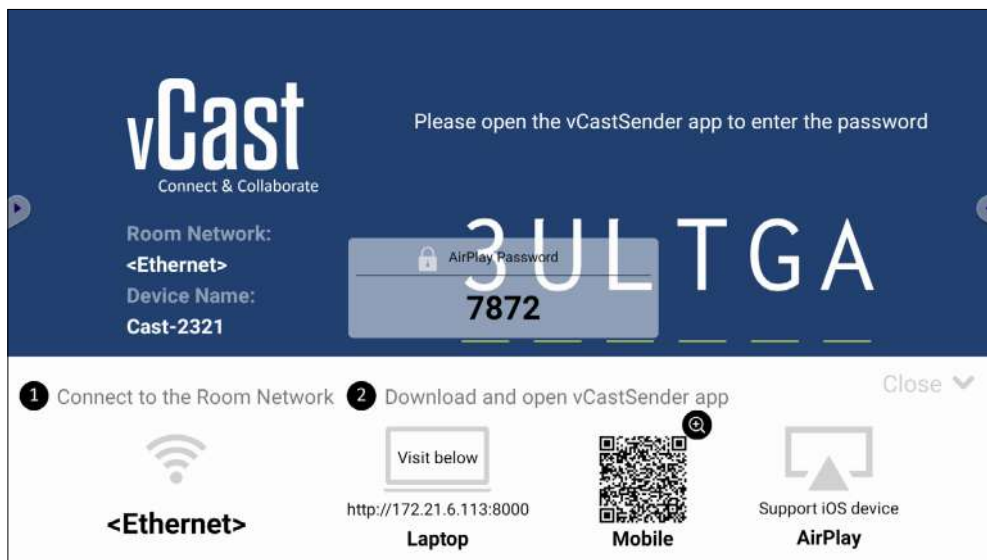 vCast
Connect & Collaborate
Please open the vCastSender app to enter the password
Room Network:
<Ethernet>
Device Name:
Cast-2321
3ULTGA
AirPlay Password
7872
Close
1 Connect to the Room Network
2 Download and open vCastSender app
<Ethernet>
Visit below
http://172.21.6.113:8000
Laptop
Mobile
Support iOS device
AirPlay